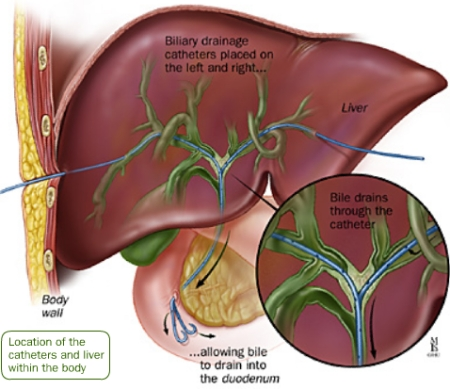 Biliary drainage
catheters placed on
the left and right,...
Liver
Bile drains
through the
catheter
Body
wall
...allowing bile
to drain into
the duodenum
Location of the
catheters and liver
within the body